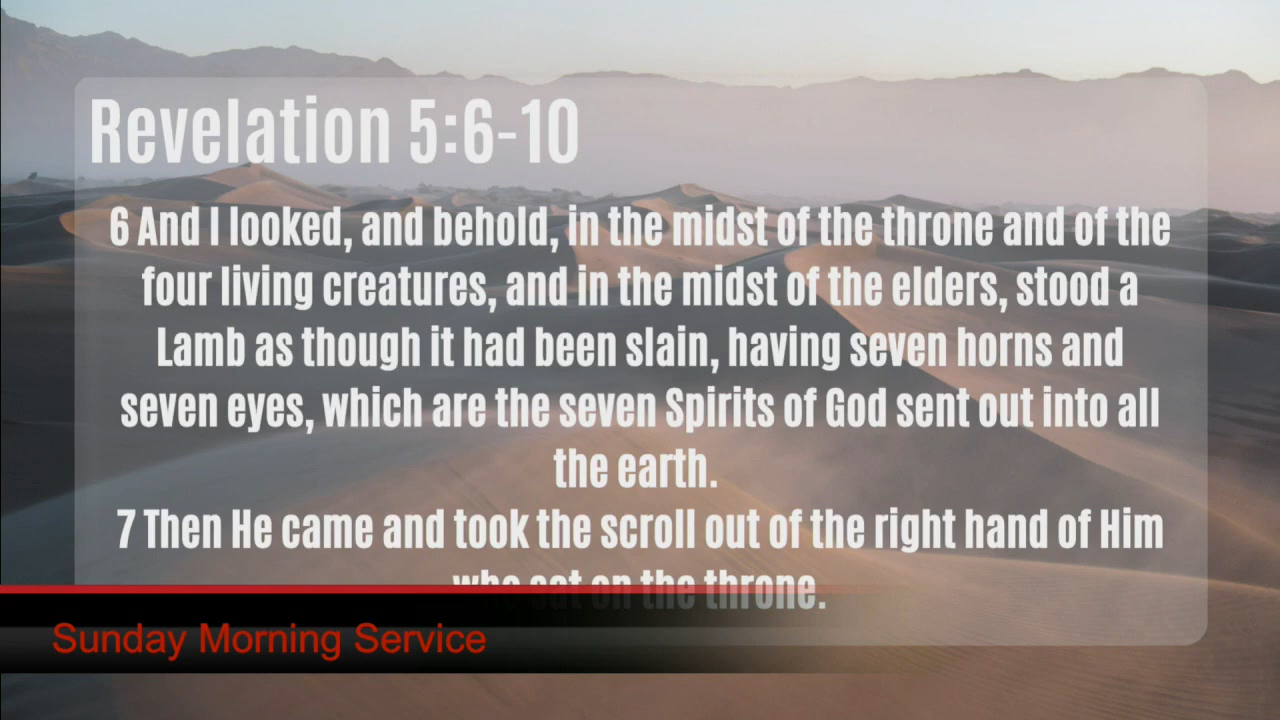 Revelation 5:6-10
6 And I looked, and behold, in the midst of the throne and of the
four living creatures, and in the midst of the elders, stood a
Lamb as though it had been slain, having seven horns and
seven eyes, which are the seven Spirits of God sent out into all
the earth.
7 Then He came and took the scroll out of the right hand of Him
who sat on the throne.
Sunday Morning Service